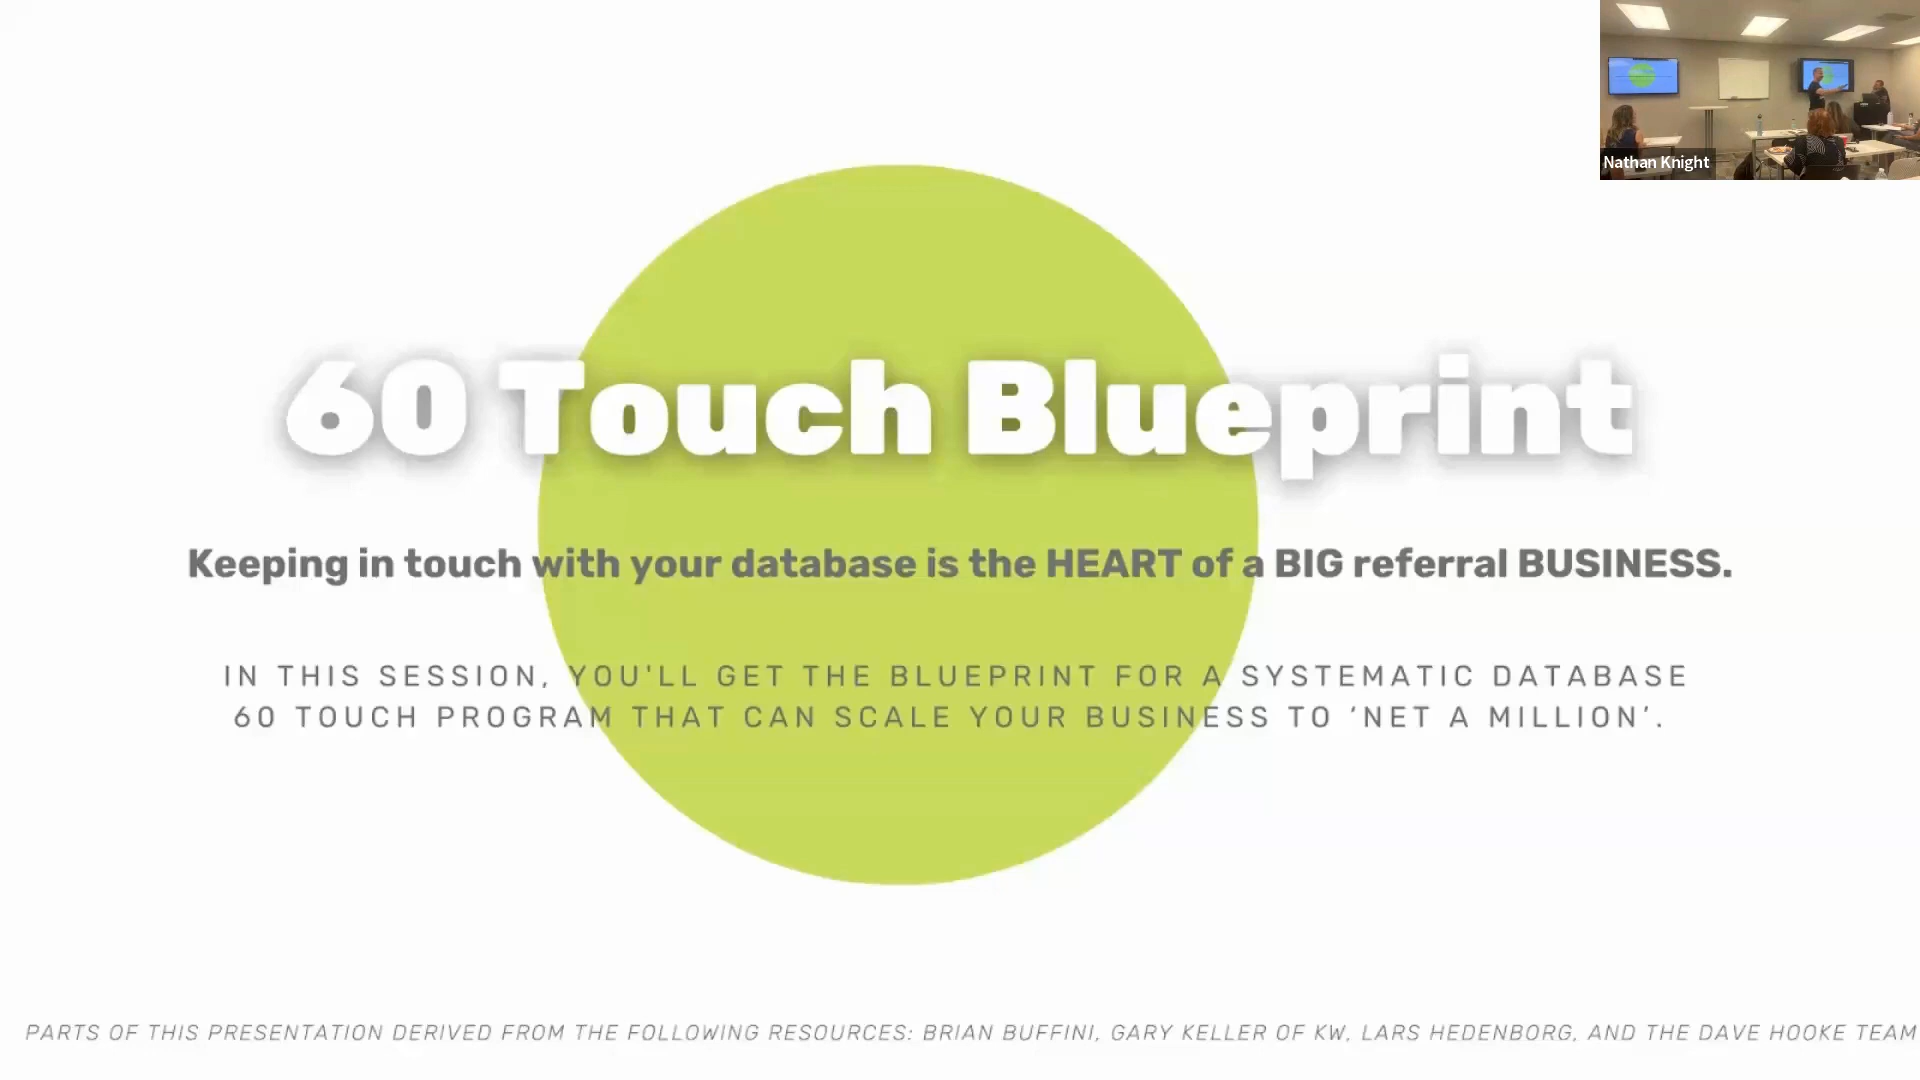 Nathan Knight
60 Touch Blueprint
Keeping in touch with your database is the HEART of a BIG referral BUSINESS.
IN THIS SESSION, YOU'LL GET THE BLUEPRINT FOR A SYSTEMATIC DATABASE
60 TOUCH PROGRAM THAT CAN SCALE YOUR BUSINESS TO ‘NET A MILLION’.
PARTS OF THIS PRESENTATION DERIVED FROM THE FOLLOWING RESOURCES: BRIAN BUFFINI, GARY KELLER OF KW, LARS HEDENBORG, AND THE DAVE HOOKE TEAM